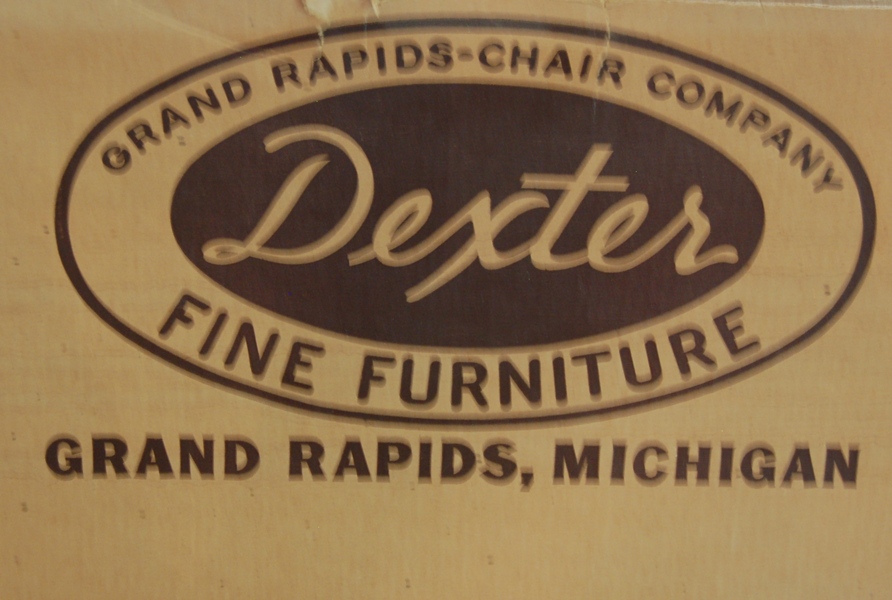 GRAND RAPIDS-CHAIR COMPANY
Dexter
FINE FURNITURE
GRAND RAPIDS, MICHIGAN